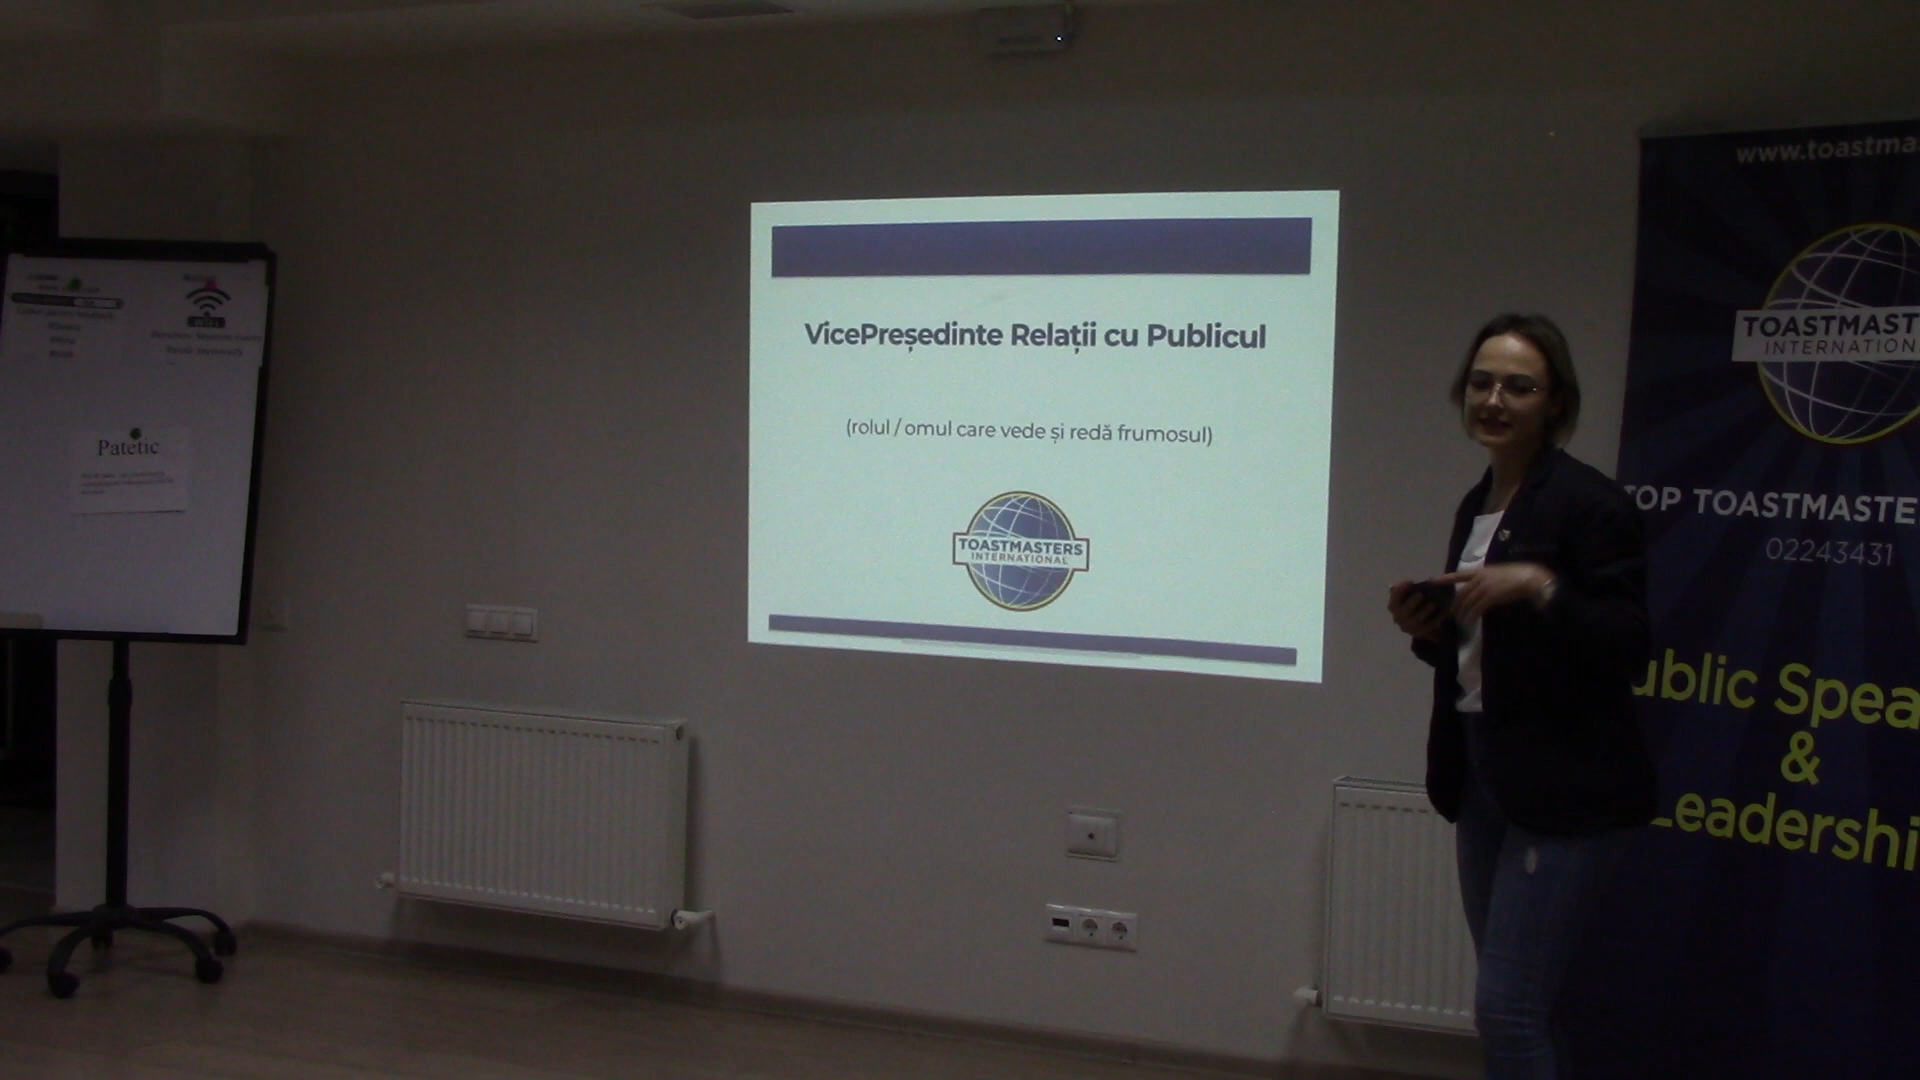 WIFI
Patetic
VicePreședinte Relații cu Publicul
(rolul / omul care vede și redă frumosul)
TOASTMASTERS
INTERNATIONAL
www.toastma
TOASTMAST
INTERNATION
TOP TOASTMASTE
02243431
ublic Spea
&
Leadershi